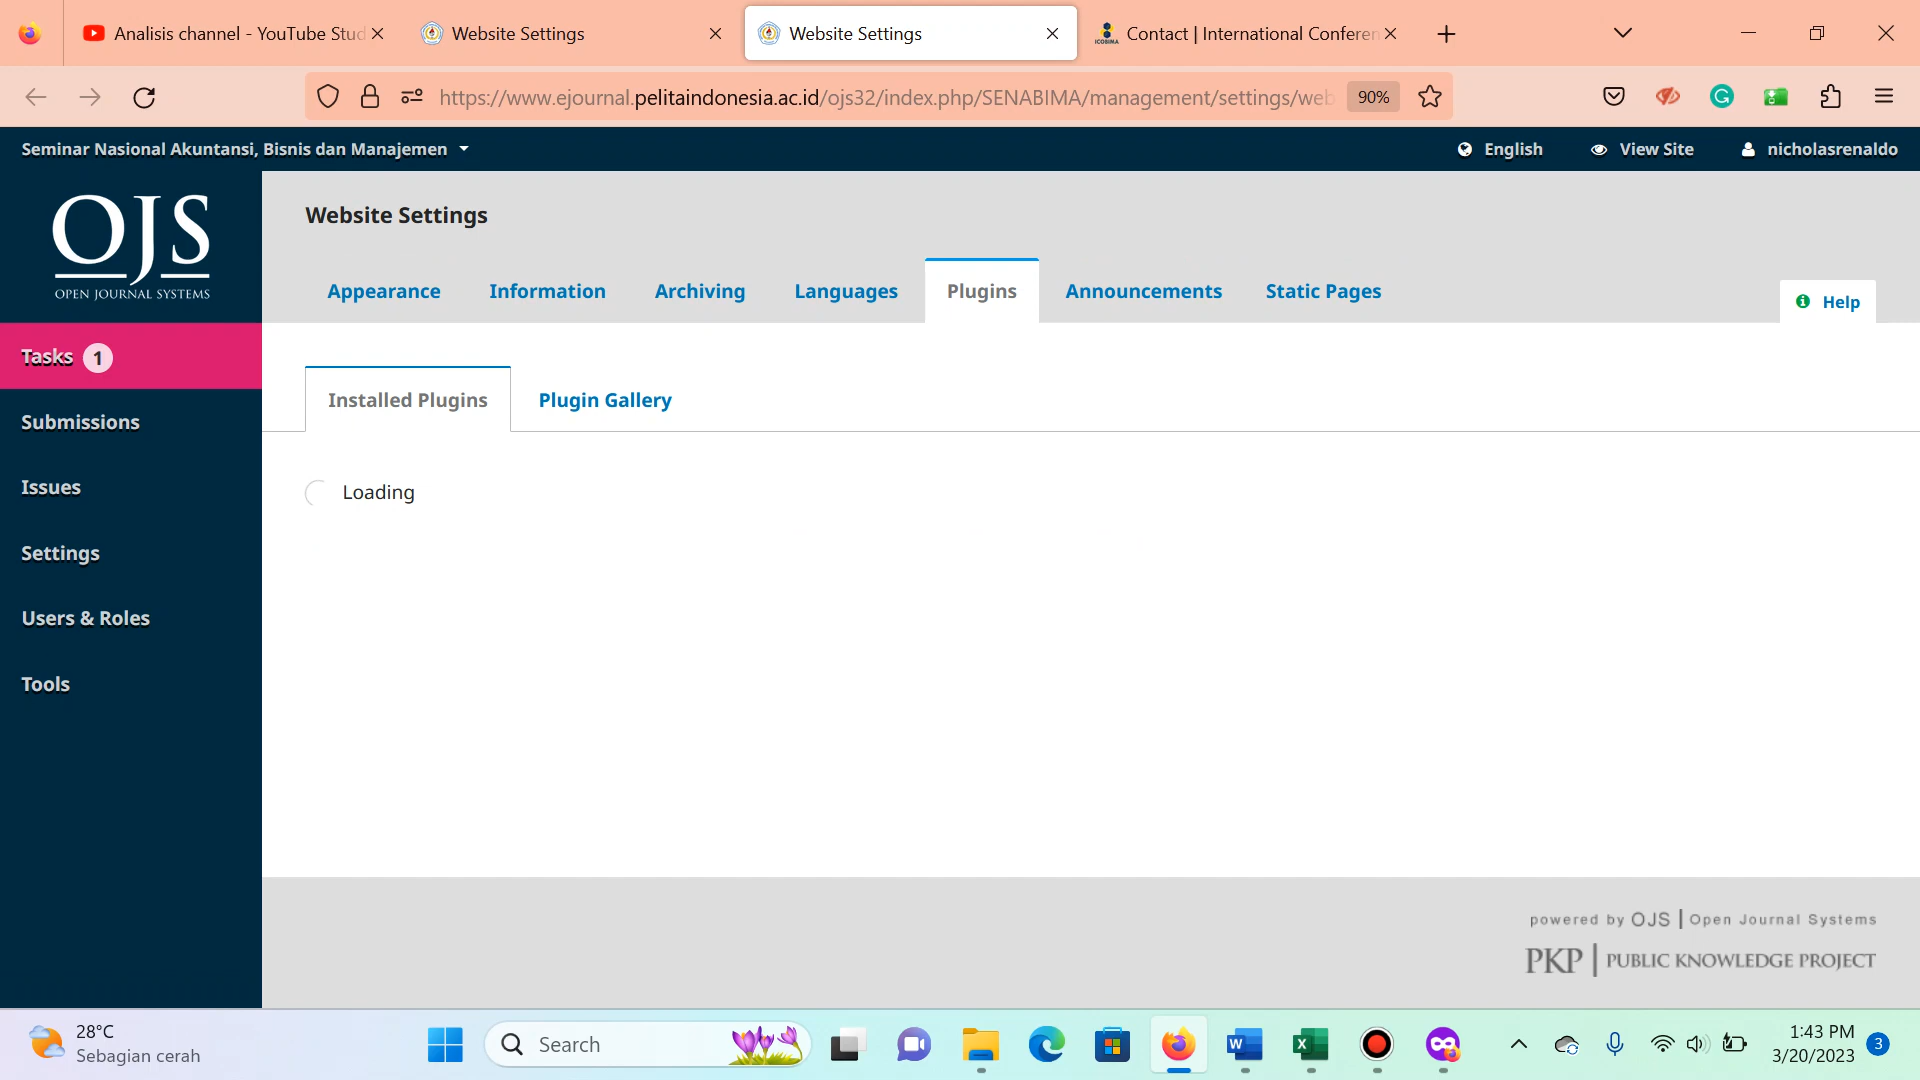 Analisis channel - YouTube Stud
Website Settings
Website Settings
Contact | International Conferen
https://www.ejournal.pelitaindonesia.ac.id/ojs32/index.php/SENABIMA/management/settings/web
90%
Seminar Nasional Akuntansi, Bisnis dan Manajemen
English
View Site
nicholasrenaldo
OJS
OPEN JOURNAL SYSTEMS
Website Settings
Appearance
Information
Archiving
Languages
Plugins
Announcements
Static Pages
Help
Tasks 1
Submissions
Issues
Settings
Users & Roles
Tools
Installed Plugins
Plugin Gallery
Loading
powered by OJS | Open Journal Systems
PKP | PUBLIC KNOWLEDGE PROJECT
28°C
Sebagian cerah
Search
1:43 PM
3/20/2023
3